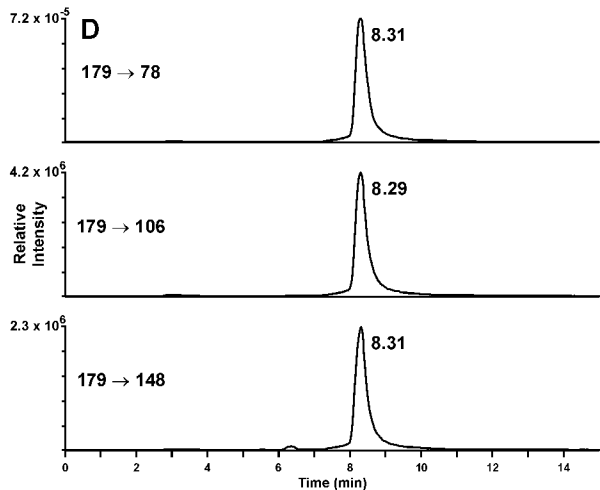 7.2 x 10-5
D
8.31
179 → 78
4.2 x 10⁶
8.29
179 → 106
Relative
Intensity
2.3 x 10⁶
8.31
179 → 148
0 2 4 6 8 10 12 14
Time (min)